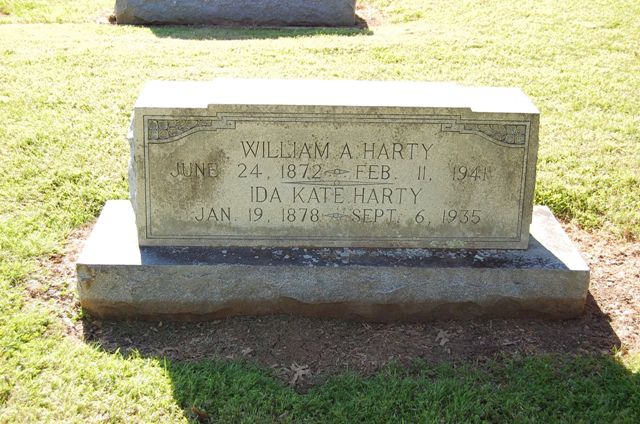 WILLIAM A. HARTY
JUNE 24, 1872 FEB. 11, 1941
IDA KATE HARTY
JAN. 19, 1878 SEPT. 6, 1935